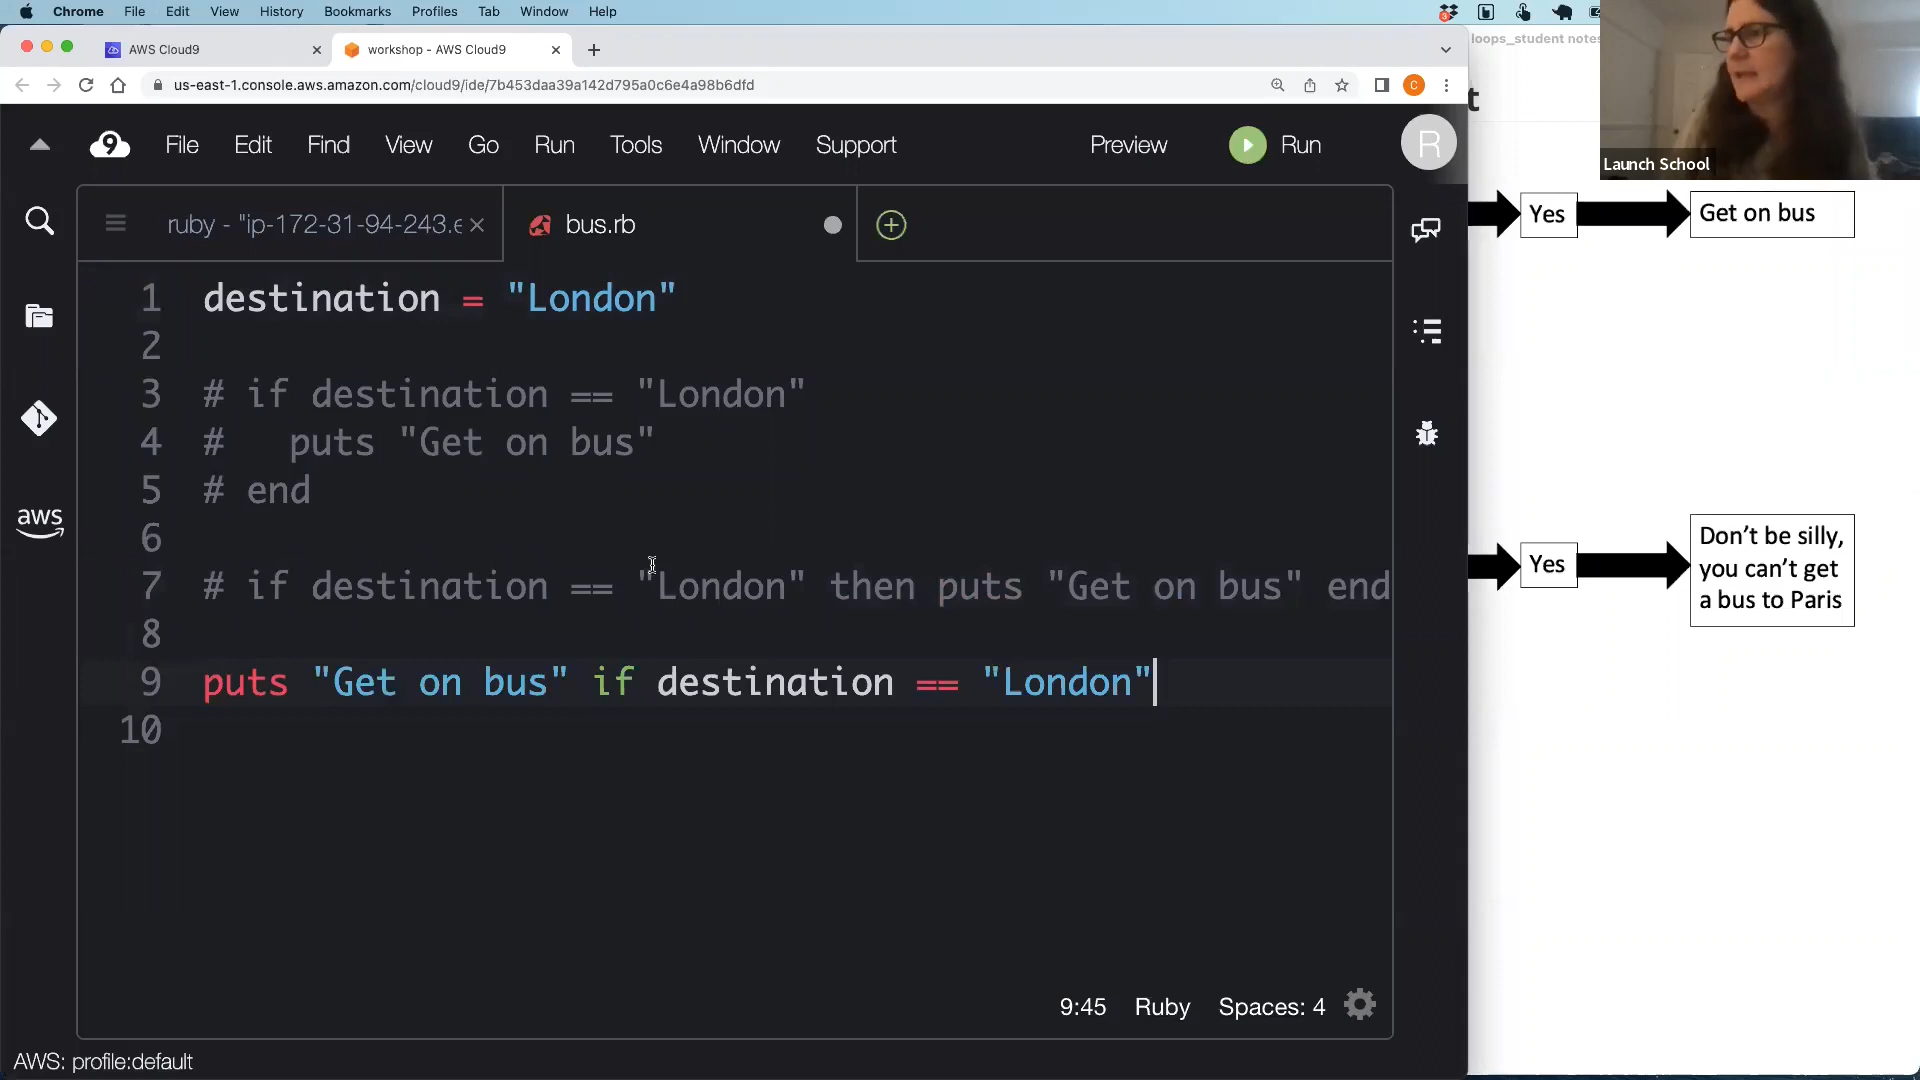 Chrome File Edit View History Bookmarks Profiles Tab Window Help
3
AWS Cloud9
workshop - AWS Cloud9
loops_student notes
us-east-1.console.aws.amazon.com/cloud9/ide/7b453daa39a142d795a0c6e4a98b6dfd
C
t
9 File Edit Find View Go Run Tools Window Support Preview Run R
Launch School
ruby - "ip-172-31-94-243.e
bus.rb
1 destination = "London"
2
3 # if destination == "London"
4 #   puts "Get on bus"
5 # end
6
7 # if destination == "London" then puts "Get on bus" end
8
9 puts "Get on bus" if destination == "London"
10
aws
9:45 Ruby Spaces: 4
AWS: profile:default
Yes
Get on bus
Yes
Don't be silly,
you can't get
a bus to Paris